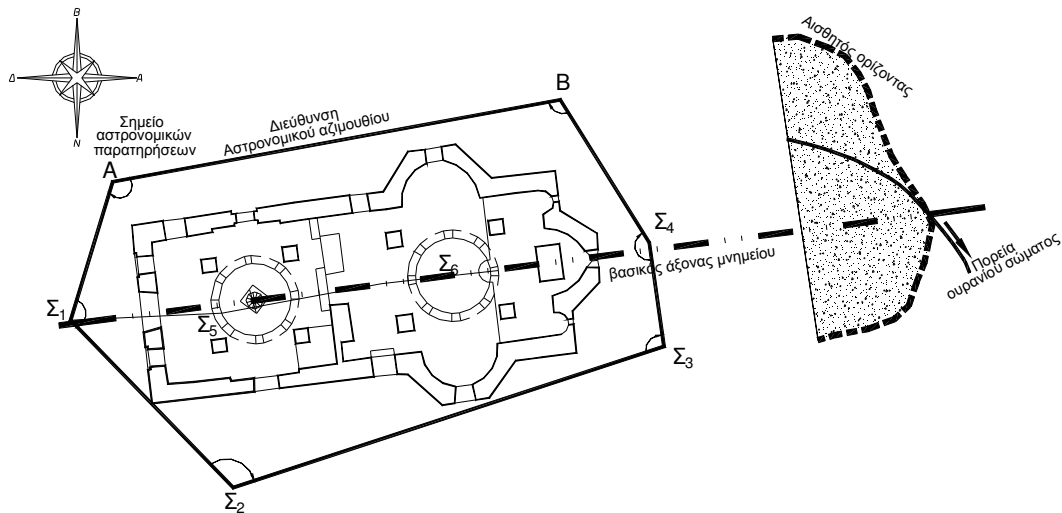 Β
Δ
Α
Ν
Σημείο
αστρονομικών
παρατηρήσεων
Α
Διεύθυνση
Αστρονομικού αζιμουθίου
Β
Αισθητός ορίζοντας
Σ4
βασικός άξονας μνημείου
Πορεία
ουρανίου σώματος
Σ6
Σ1
Σ5
Σ3
Σ2